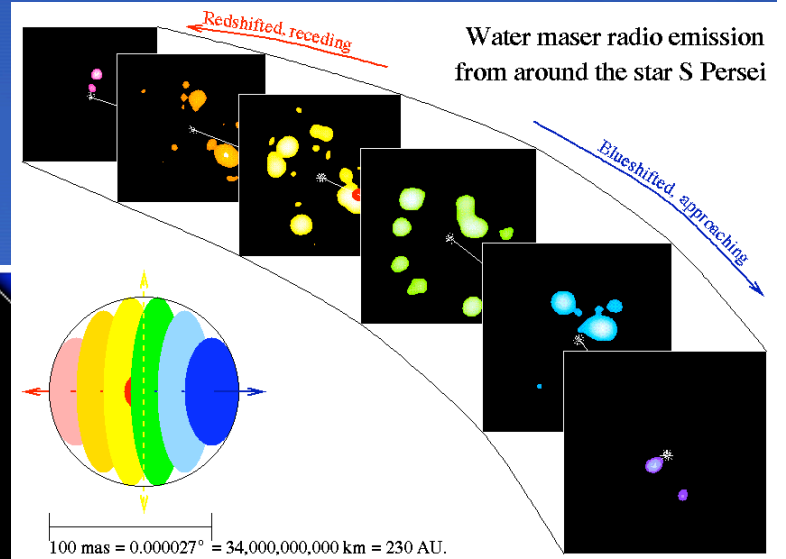 Redshifted, receding
Water maser radio emission
from around the star S Persei
Blueshifted, approaching
100 mas = 0.000027° = 34,000,000,000 km = 230 AU.